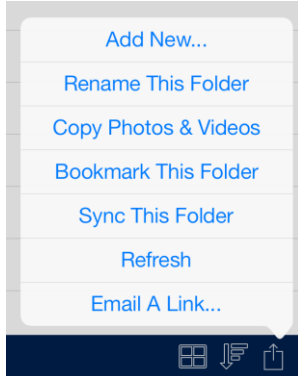 Add New...
Rename This Folder
Copy Photos & Videos
Bookmark This Folder
Sync This Folder
Refresh
Email A Link...